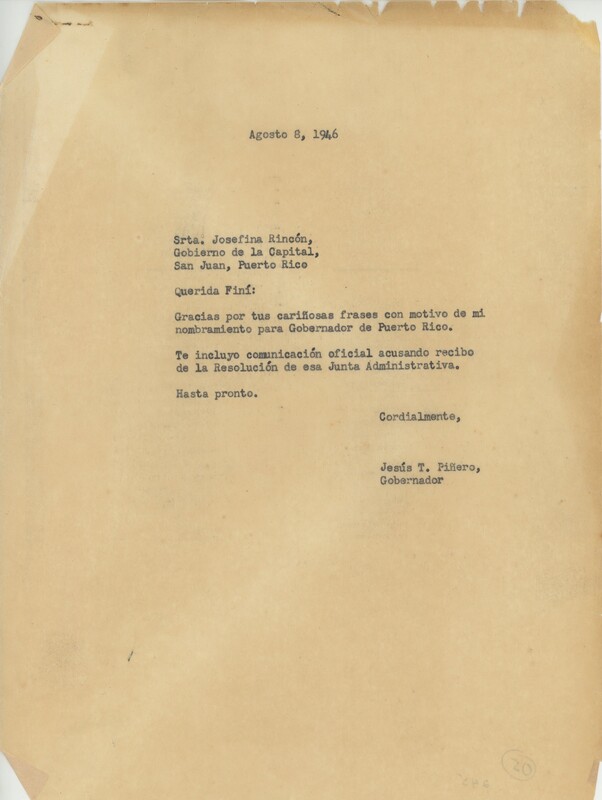 Agosto 8, 1946
Srta. Josefina Rincón,
Gobierno de la Capital,
San Juan, Puerto Rico
Querida Finí:
Gracias por tus cariñosas frases con motivo de mi
nombramiento para Gobernador de Puerto Rico.
Te incluyo comunicación oficial acusando recibo
de la Resolución de esa Junta Administrativa.
Hasta pronto.
Cordialmente,
Jesús T. Piñero,
Gobernador
20